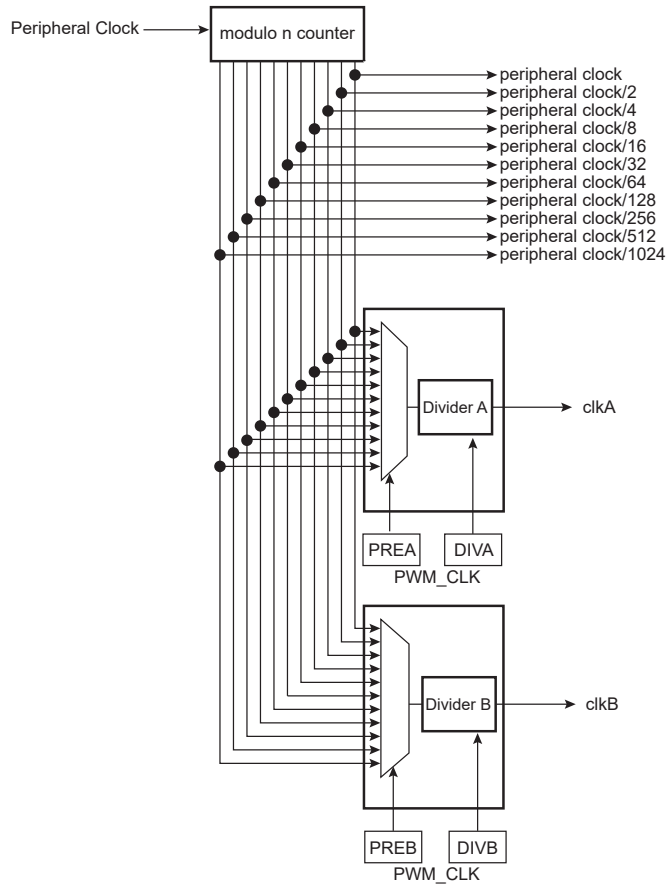 Peripheral Clock
modulo n counter
peripheral clock
peripheral clock/2
peripheral clock/4
peripheral clock/8
peripheral clock/16
peripheral clock/32
peripheral clock/64
peripheral clock/128
peripheral clock/256
peripheral clock/512
peripheral clock/1024
Divider A
clkA
PREA
DIVA
PWM_CLK
Divider B
clkB
PREB
DIVB
PWM_CLK